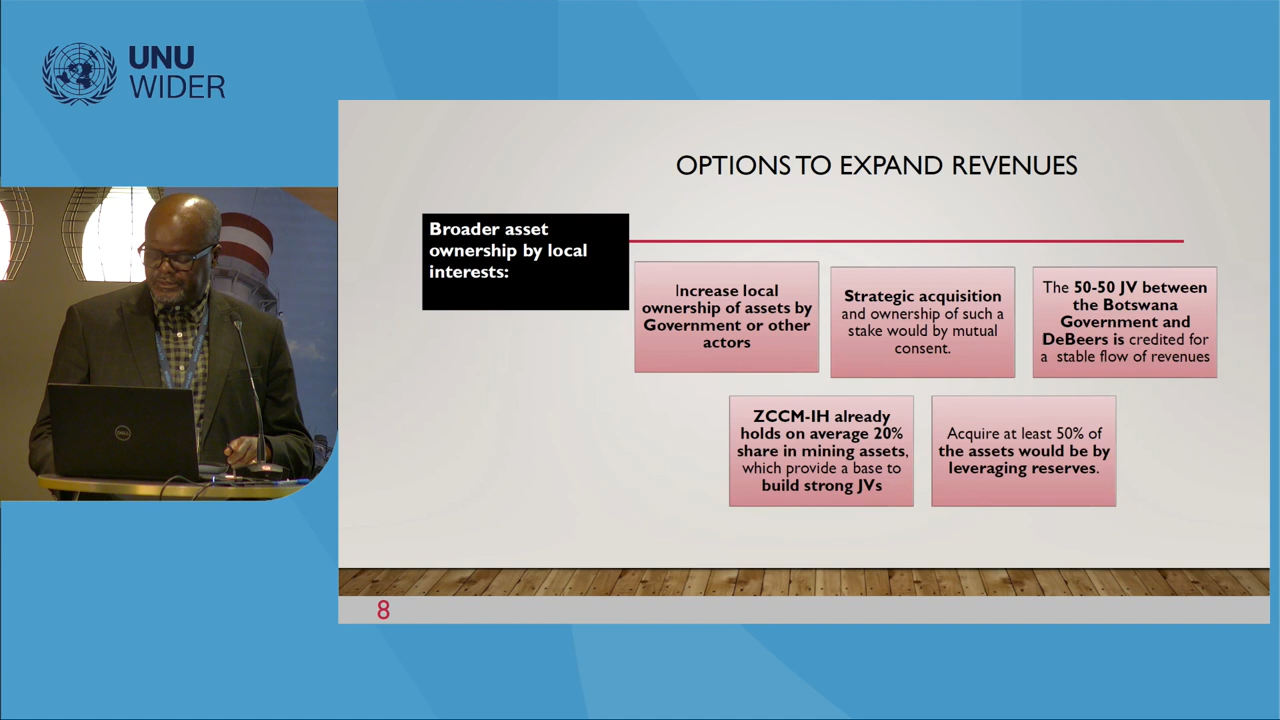 UNU
WIDER
OPTIONS TO EXPAND REVENUES
Broader asset
ownership by local
interests:
Increase local
ownership of assets by
Government or other
actors
Strategic acquisition
and ownership of such a
stake would by mutual
consent.
The 50-50 JV between
the Botswana
Government and
DeBeers is credited for
a stable flow of revenues
ZCCM-IH already
holds on average 20%
share in mining assets,
which provide a base to
build strong JVs
Acquire at least 50% of
the assets would be by
leveraging reserves.
8
DELL